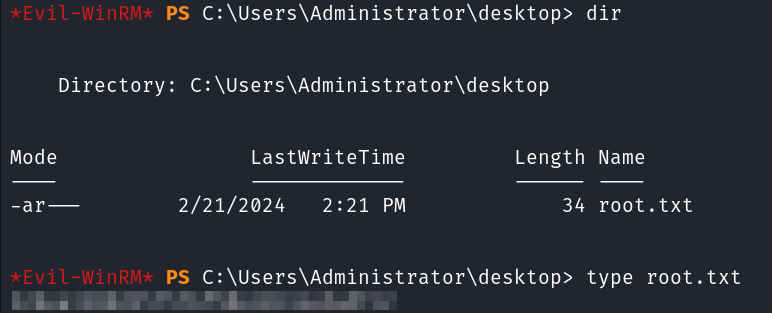 *Evil-WinRM* PS C:\Users\Administrator\desktop> dir
Directory: C:\Users\Administrator\desktop
Mode LastWriteTime Length Name
---- ------------- ------ ----
-ar--- 2/21/2024 2:21 PM 34 root.txt
*Evil-WinRM* PS C:\Users\Administrator\desktop> type root.txt